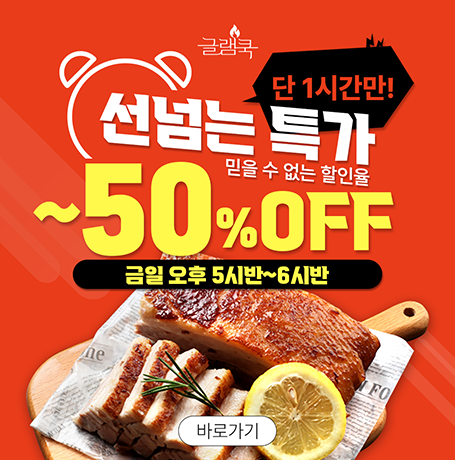 글램쿡
단 1시간만!
선넘는 특가
믿을 수 없는 할인율
~50%OFF
금일 오후 5시반~6시반
바로가기